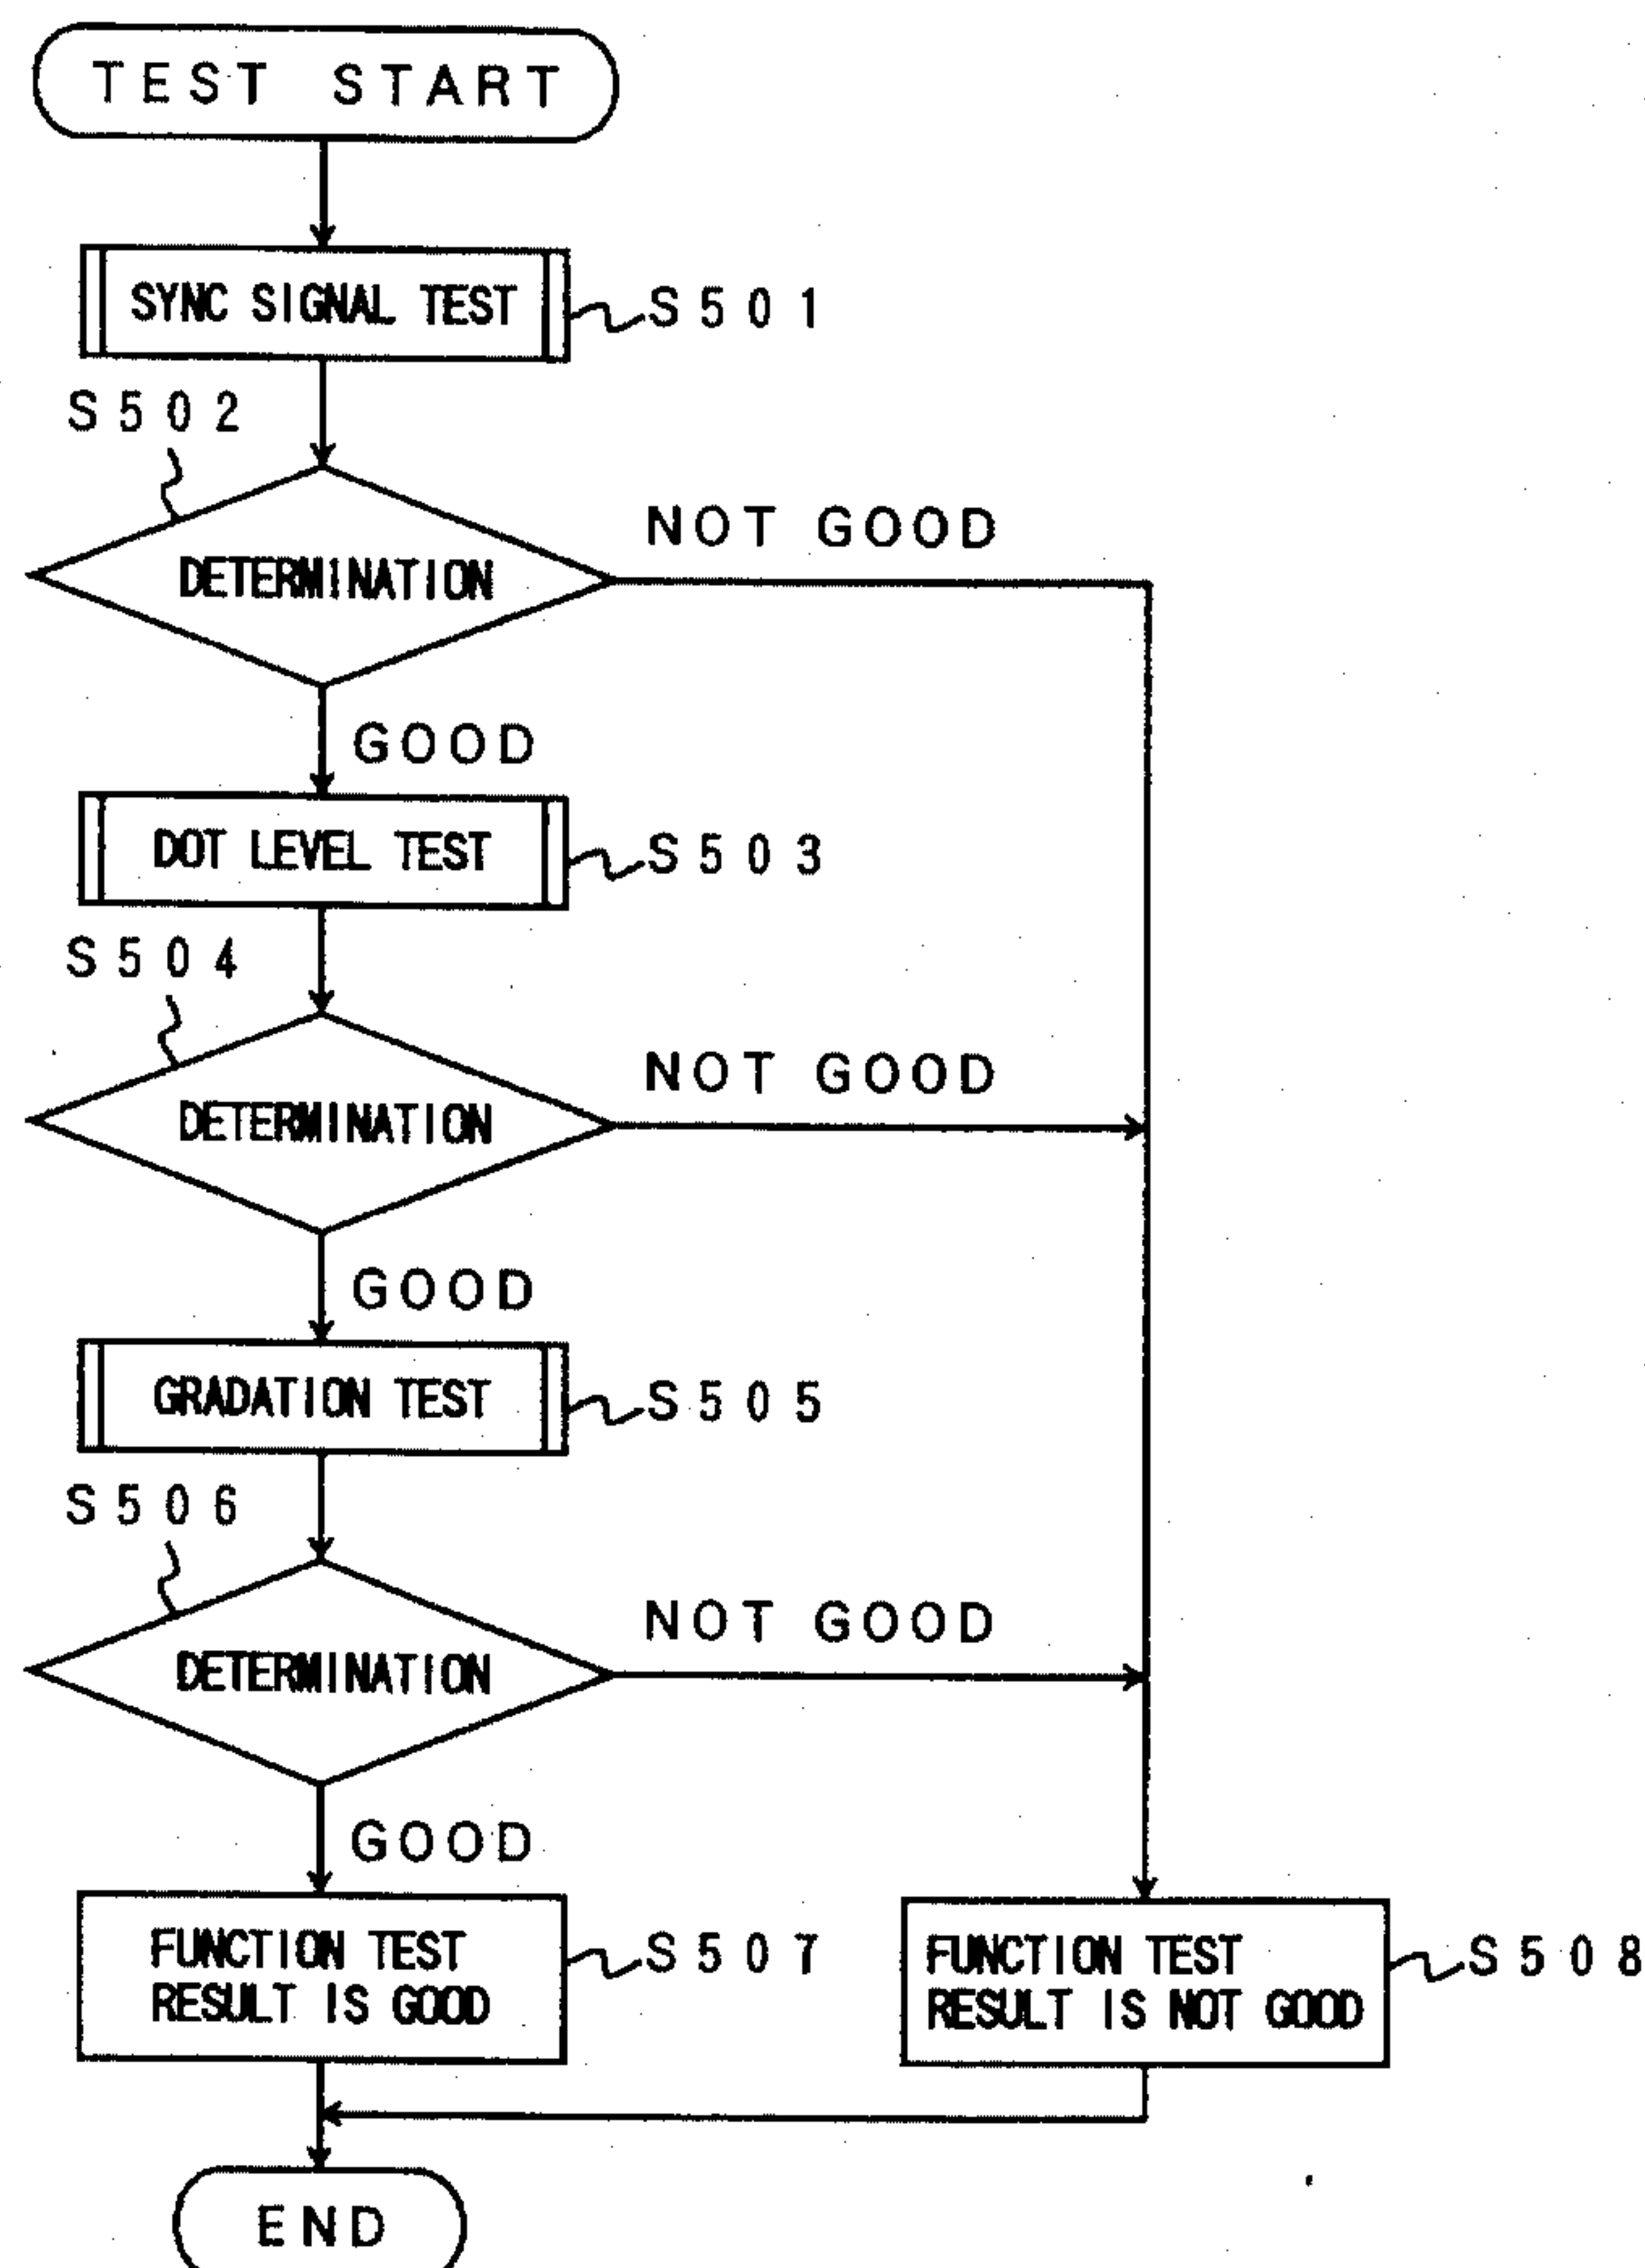 TEST START
SYNC SIGNAL TEST
S501
S502
DETERMINATION
NOT GOOD
GOOD
DOT LEVEL TEST
S503
S504
DETERMINATION
NOT GOOD
GOOD
GRADATION TEST
S505
S506
DETERMINATION
NOT GOOD
GOOD
FUNCTION TEST
RESULT IS GOOD
S507
FUNCTION TEST
RESULT IS NOT GOOD
S508
END